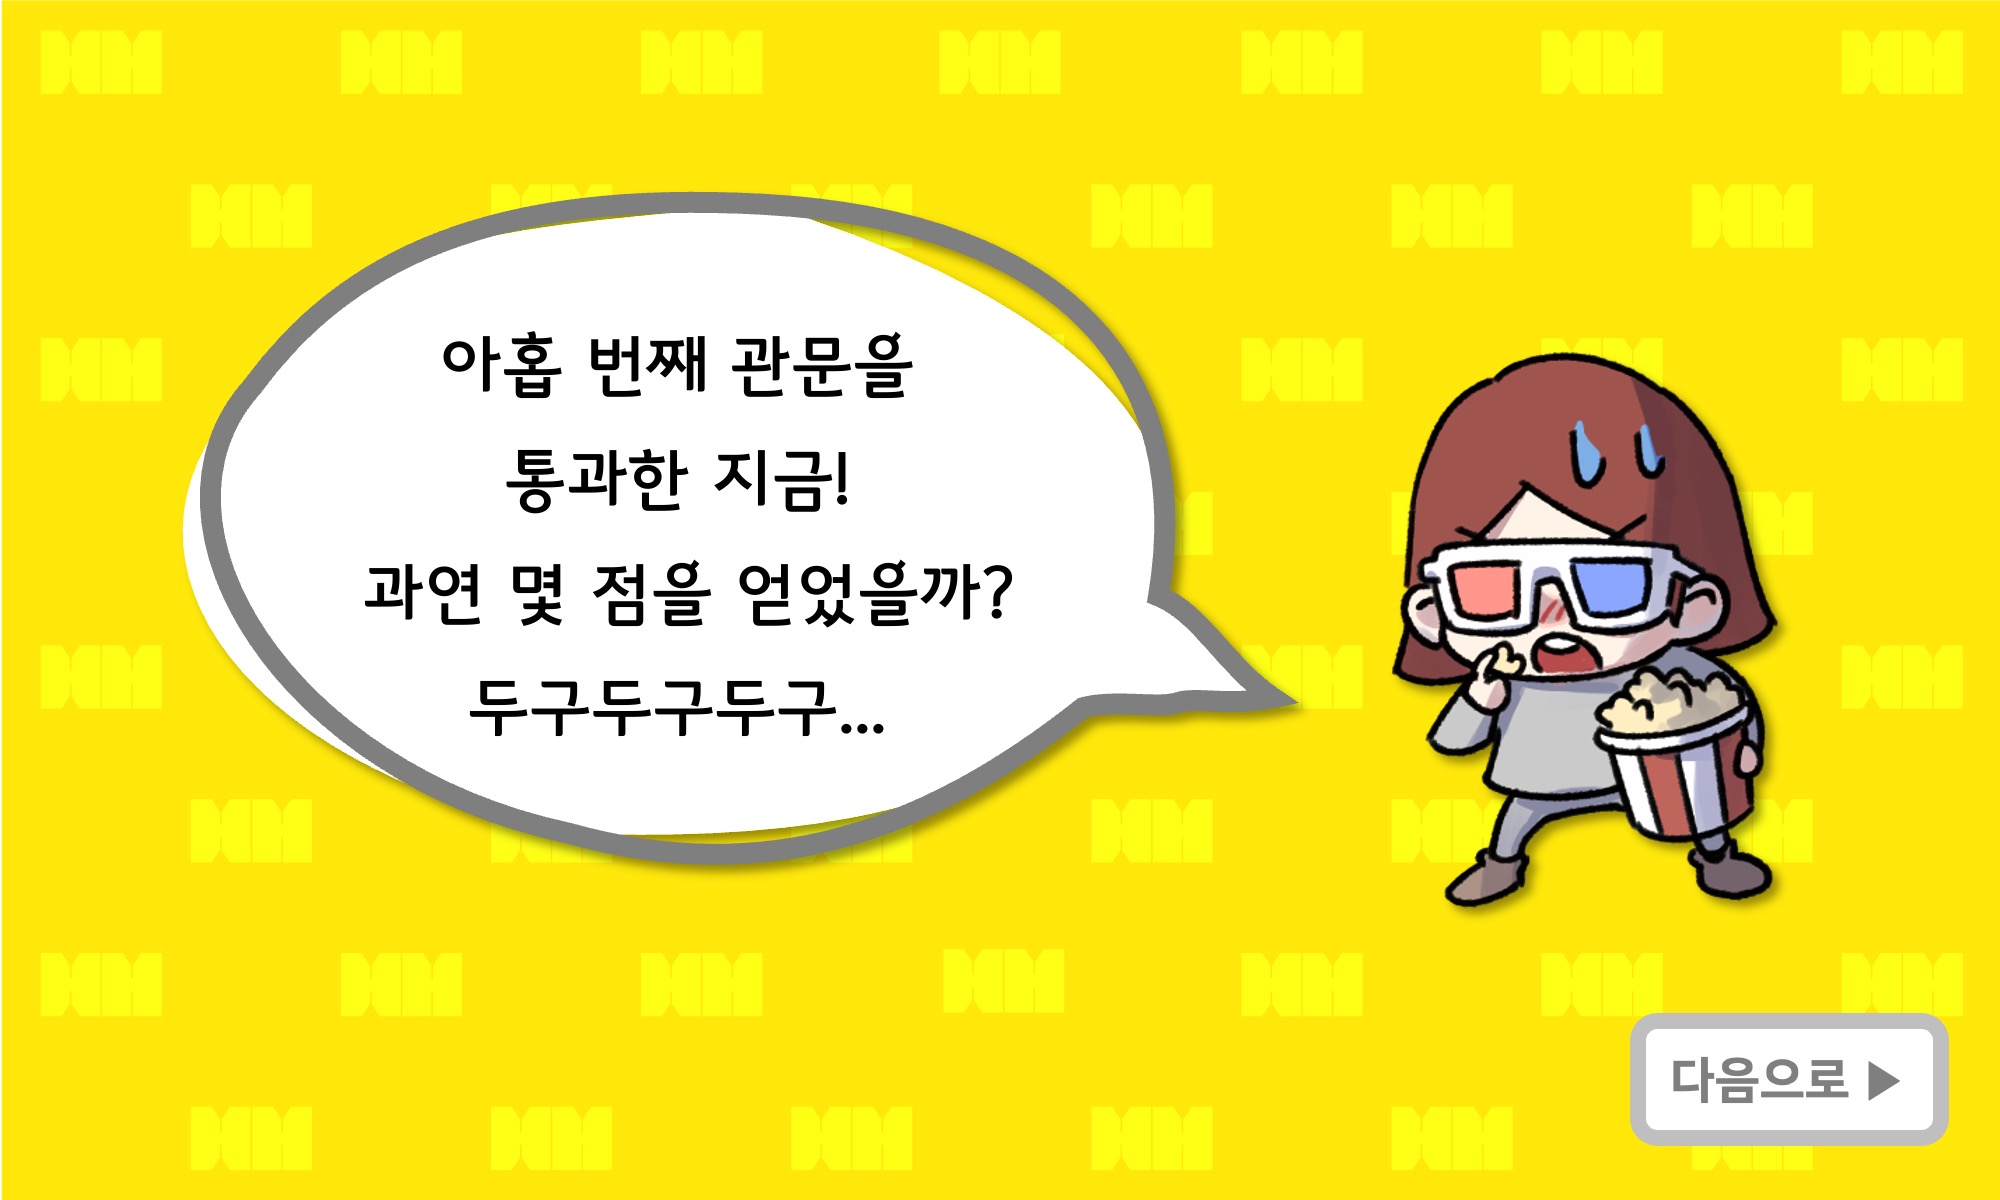 아홉 번째 관문을
통과한 지금!
과연 몇 점을 얻었을까?
두구두구두구...
다음으로 ▶